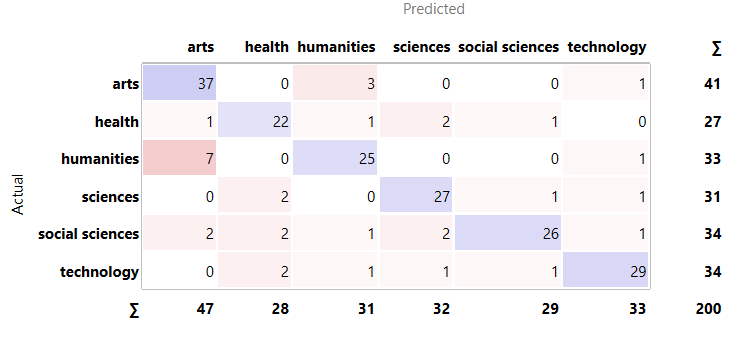 Predicted
arts health humanities sciences social sciences technology ∑
arts 37 0 3 0 0 1 41
health 1 22 1 2 1 0 27
humanities 7 0 25 0 0 1 33
Actual
sciences 0 2 0 27 1 1 31
social sciences 2 2 1 2 26 1 34
technology 0 2 1 1 1 29 34
∑ 47 28 31 32 29 33 200